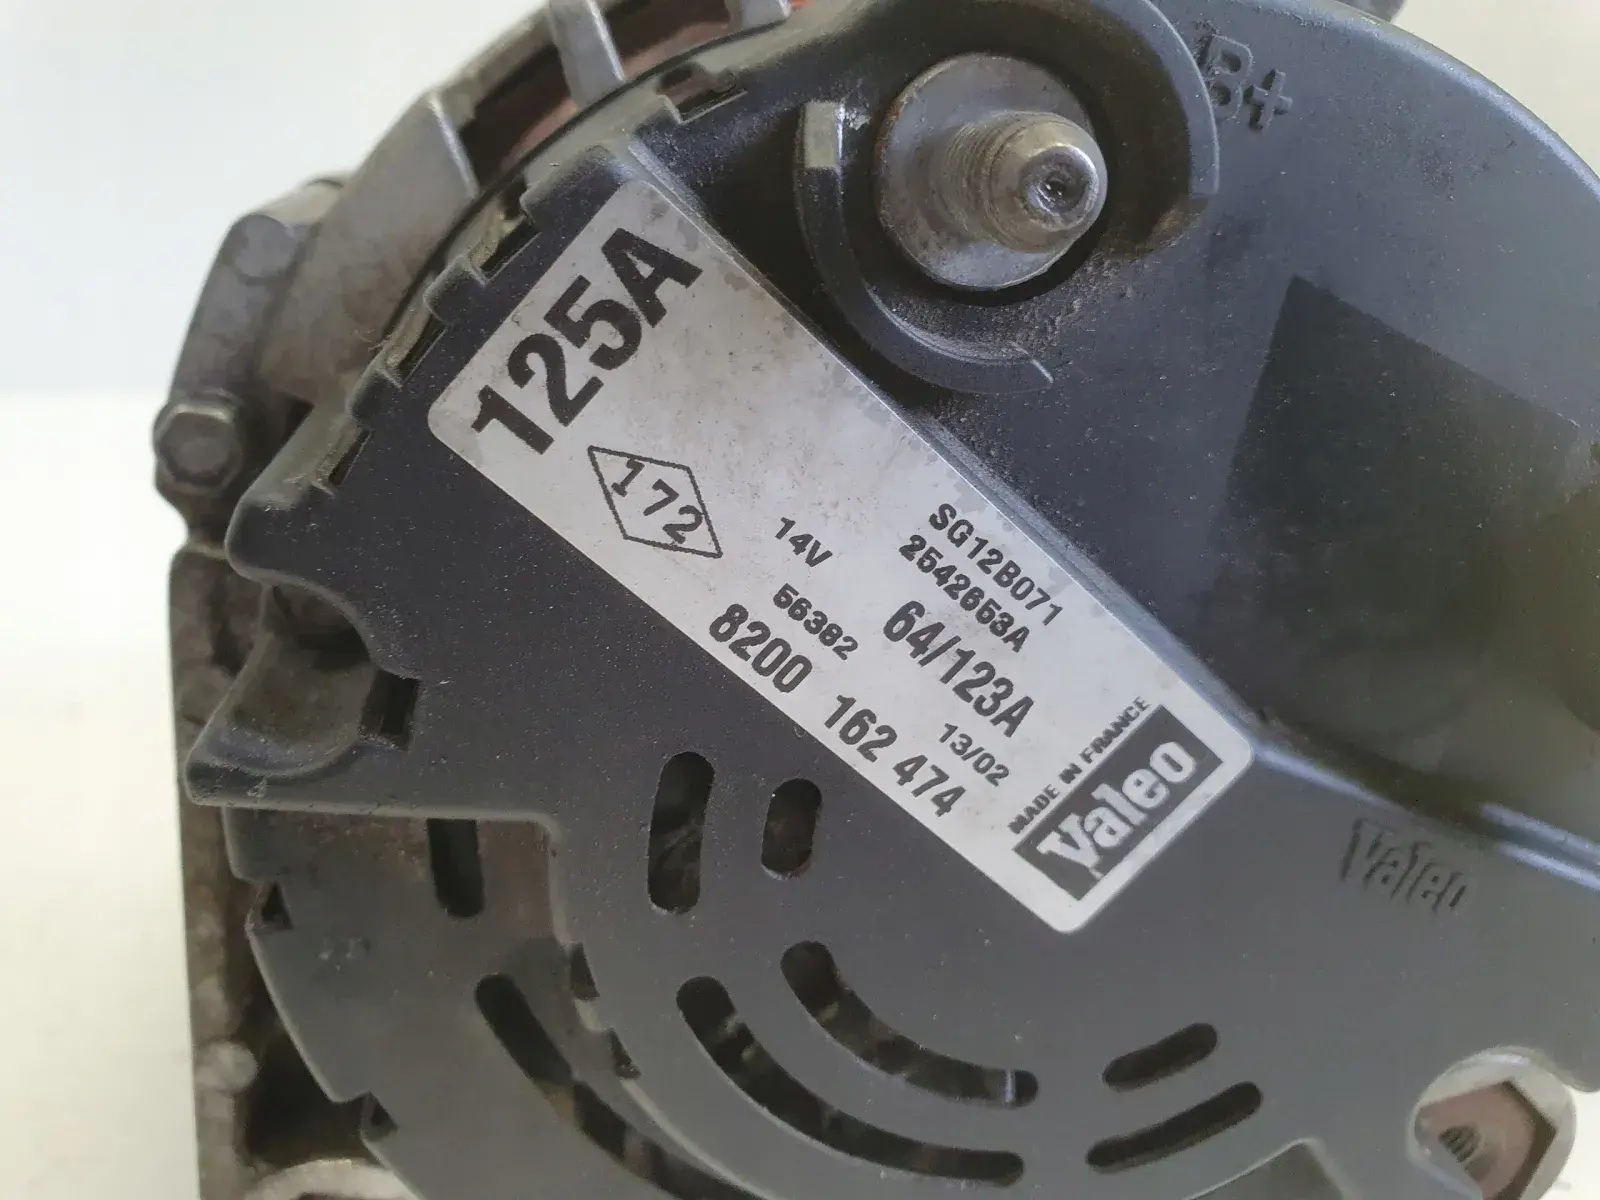 B+
125A
172
14V
SG12B071
2542653A
56382
64/123A
8200 162 474
13/02
MADE IN FRANCE
Valeo
Valeo